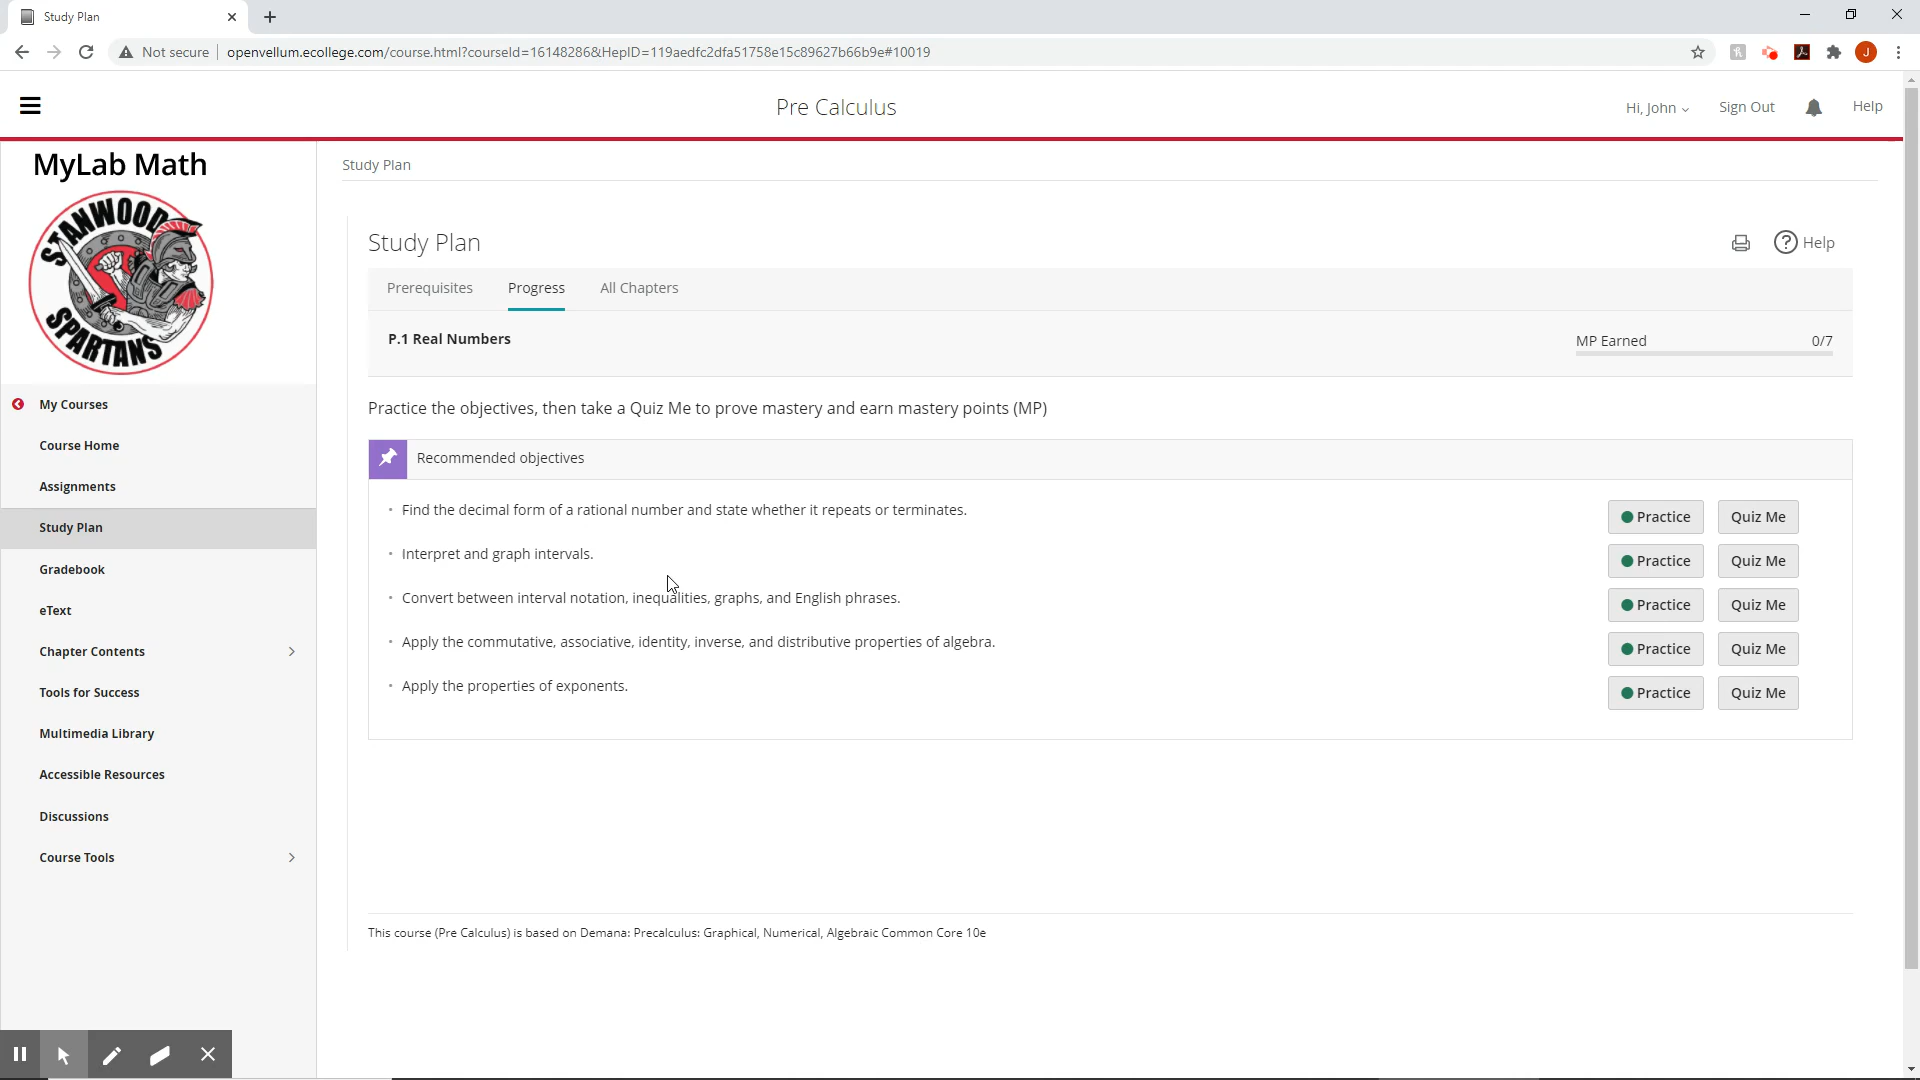 Study Plan
Not secure
openvellum.ecollege.com/course.html?courseId=16148286&HepID=119aedfc2dfa51758e15c89627b66b9e#10019
J
Pre Calculus
Hi, John
Sign Out
Help
MyLab Math
STANWOOD
SPARTANS
My Courses
Course Home
Assignments
Study Plan
Gradebook
eText
Chapter Contents
Tools for Success
Multimedia Library
Accessible Resources
Discussions
Course Tools
Study Plan
Study Plan
? Help
Prerequisites
Progress
All Chapters
P.1 Real Numbers
MP Earned
0/7
Practice the objectives, then take a Quiz Me to prove mastery and earn mastery points (MP)
Recommended objectives
• Find the decimal form of a rational number and state whether it repeats or terminates.
Practice
Quiz Me
• Interpret and graph intervals.
Practice
Quiz Me
• Convert between interval notation, inequalities, graphs, and English phrases.
Practice
Quiz Me
• Apply the commutative, associative, identity, inverse, and distributive properties of algebra.
Practice
Quiz Me
• Apply the properties of exponents.
Practice
Quiz Me
This course (Pre Calculus) is based on Demana: Precalculus: Graphical, Numerical, Algebraic Common Core 10e